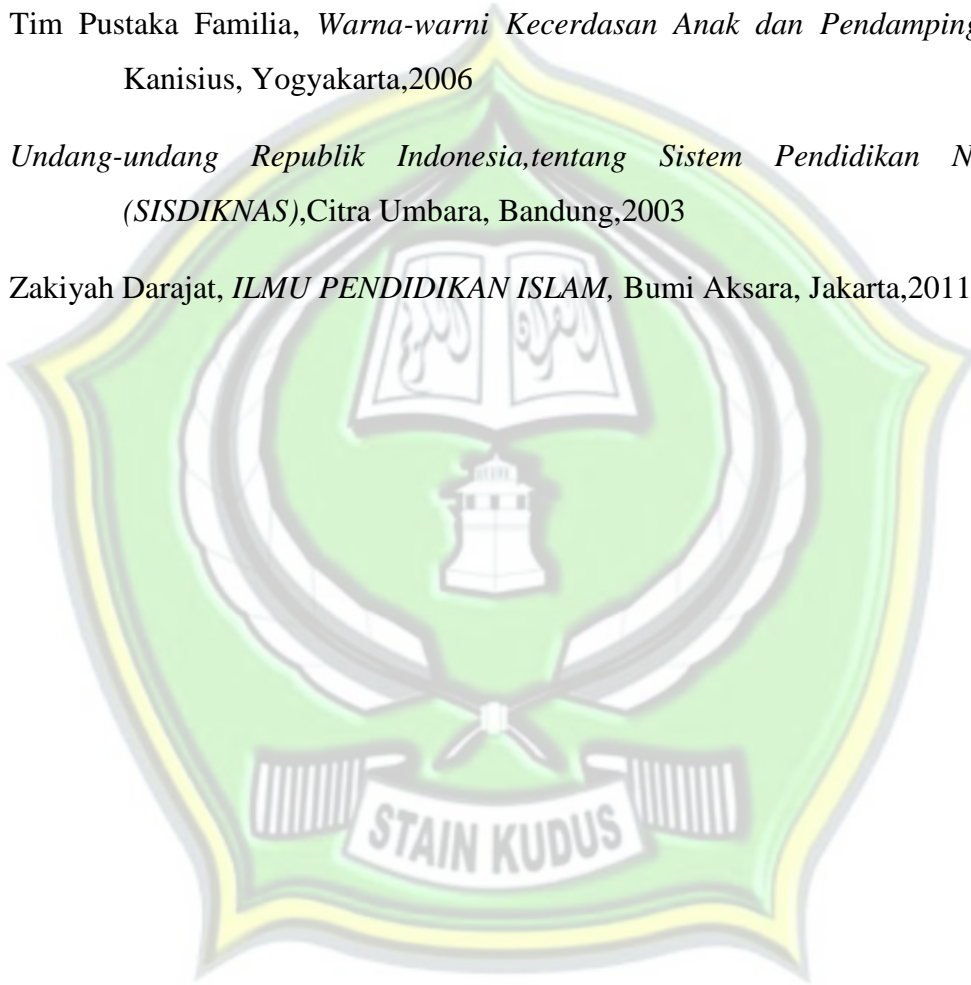 Tim Pustaka Familia, Warna-warni Kecerdasan Anak dan Pendamping
Kanisius, Yogyakarta,2006
Undang-undang Republik Indonesia,tentang Sistem Pendidikan N
(SISDIKNAS),Citra Umbara, Bandung,2003
Zakiyah Darajat, ILMU PENDIDIKAN ISLAM, Bumi Aksara, Jakarta,2011
STAIN KUDUS